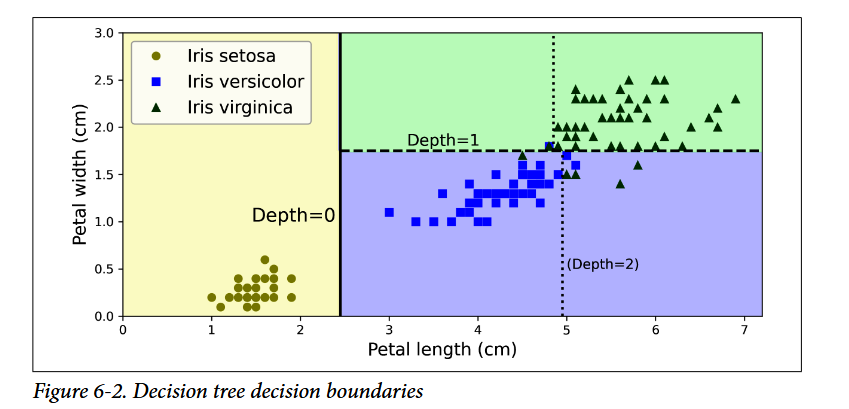 3.0
2.5
2.0
1.5
1.0
0.5
0.0
Petal width (cm)
Iris setosa
Iris versicolor
Iris virginica
Depth=1
Depth=0
(Depth=2)
0 1 2 3 4 5 6 7
Petal length (cm)
Figure 6-2. Decision tree decision boundaries